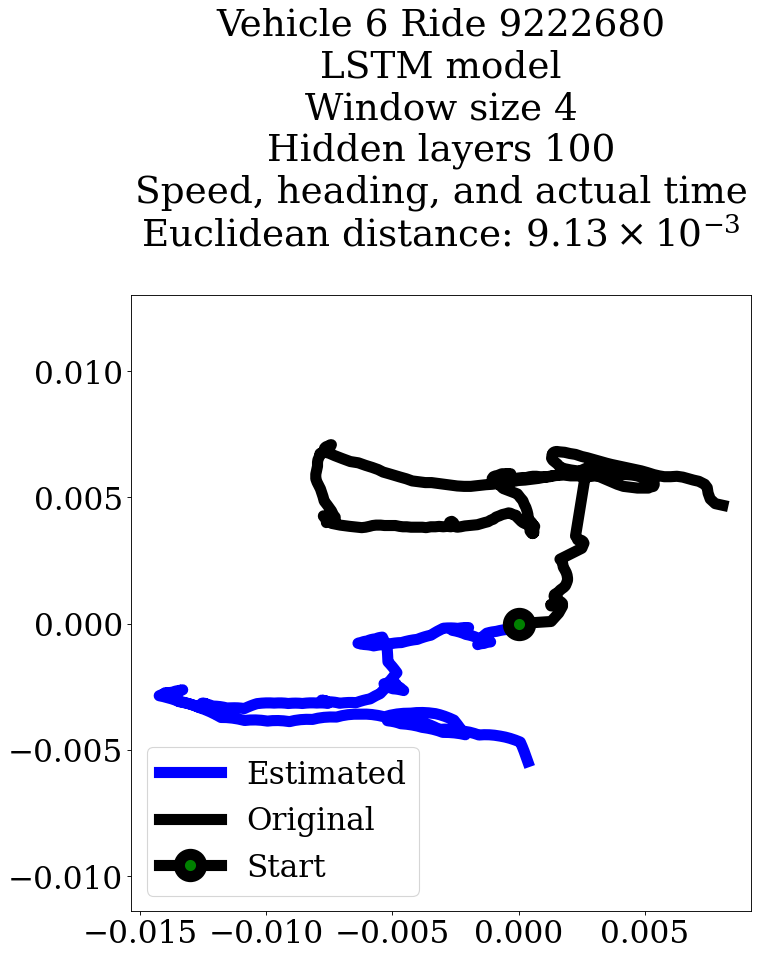 Vehicle 6 Ride 9222680
LSTM model
Window size 4
Hidden layers 100
Speed, heading, and actual time
Euclidean distance: 9.13 × 10⁻³
0.010
0.005
0.000
−0.005
−0.010
Estimated
Original
Start
−0.015 −0.010 −0.005 0.000 0.005